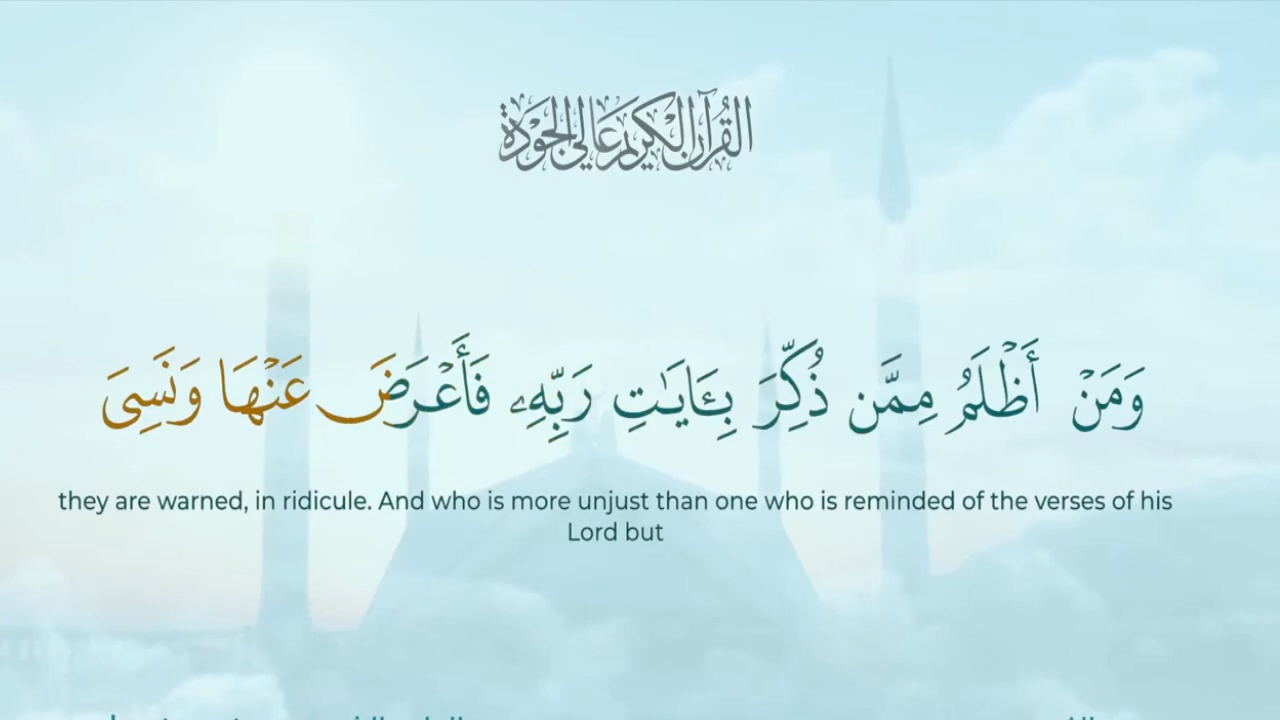 القرآن الكريم عالي الجودة
وَمَنۡ أَظۡلَمُ مِمَّن ذُكِّرَ بِـَٔايَٰتِ رَبِّهِۦ فَأَعۡرَضَ عَنۡهَا وَنَسِىَ
they are warned, in ridicule. And who is more unjust than one who is reminded of the verses of his
Lord but